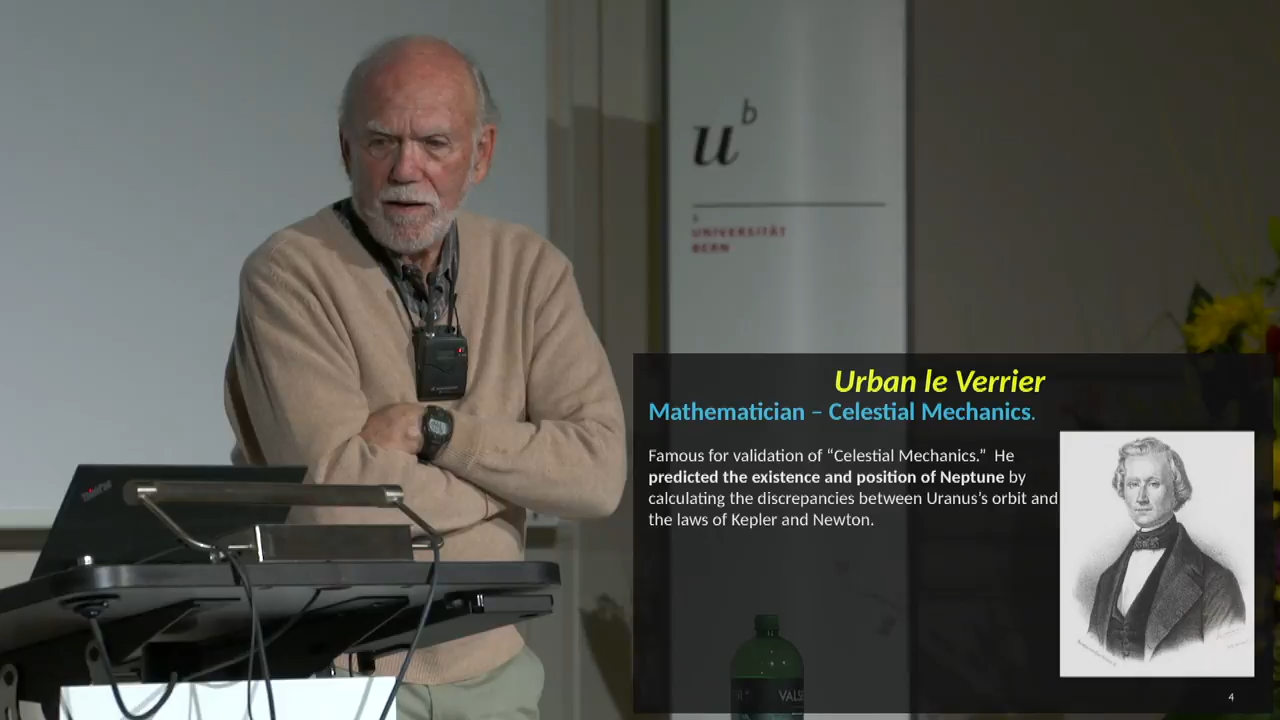 u b
b
UNIVERSITÄT
BERN
ThinkPad
Urban le Verrier
Mathematician – Celestial Mechanics.
Famous for validation of “Celestial Mechanics.” He
predicted the existence and position of Neptune by
calculating the discrepancies between Uranus’s orbit and
the laws of Kepler and Newton.
VALS
4